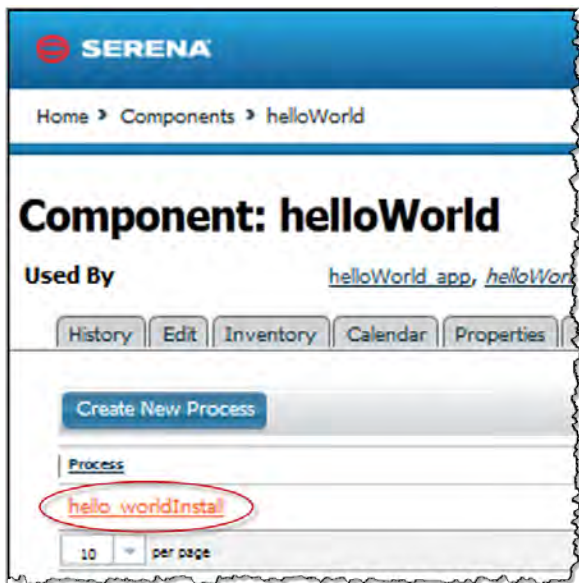 SERENA
Home > Components > helloWorld
Component: helloWorld
Used By helloWorld_app, helloWor
History Edit Inventory Calendar Properties
Create New Process
Process
hello_worldInstall
10 per page